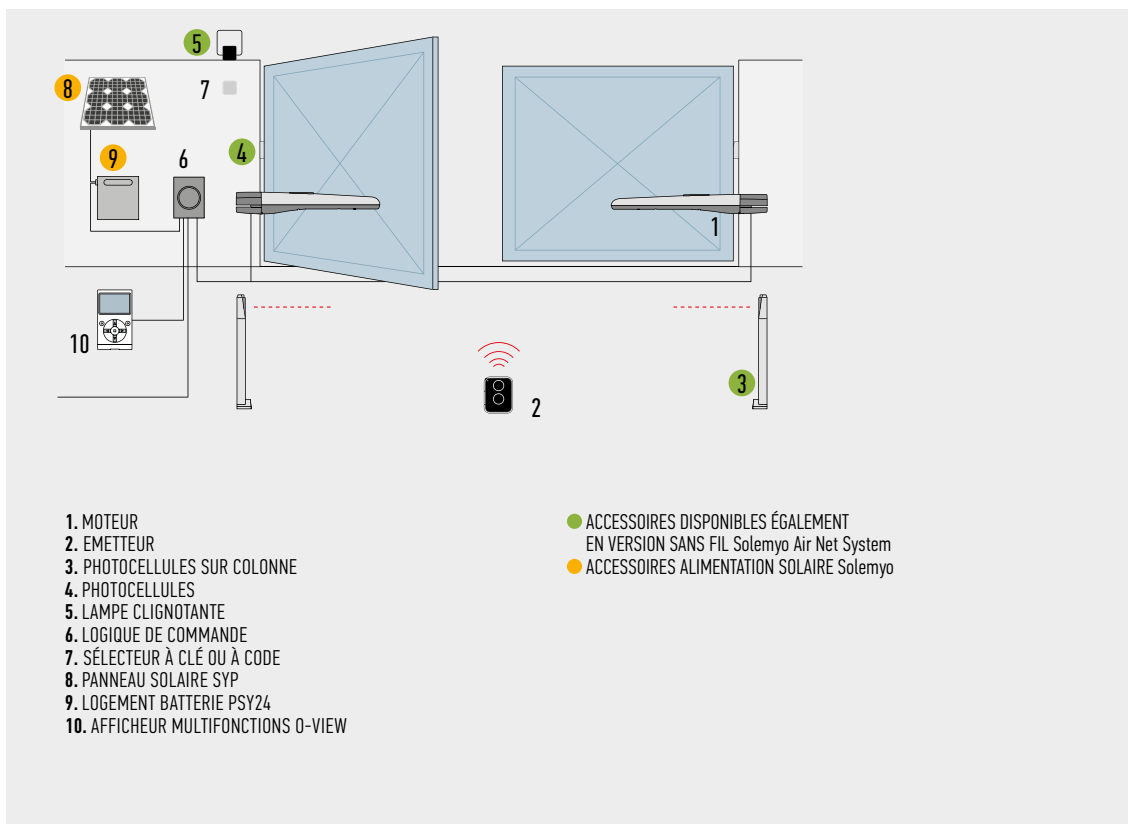 5
8
7
9
6
4
1
10
3
2
1. MOTEUR
2. EMETTEUR
3. PHOTOCELLULES SUR COLONNE
4. PHOTOCELLULES
5. LAMPE CLIGNOTANTE
6. LOGIQUE DE COMMANDE
7. SÉLECTEUR À CLÉ OU À CODE
8. PANNEAU SOLAIRE SYP
9. LOGEMENT BATTERIE PSY24
10. AFFICHEUR MULTIFONCTIONS O-VIEW
ACCESSOIRES DISPONIBLES ÉGALEMENT
EN VERSION SANS FIL Solemyo Air Net System
ACCESSOIRES ALIMENTATION SOLAIRE Solemyo